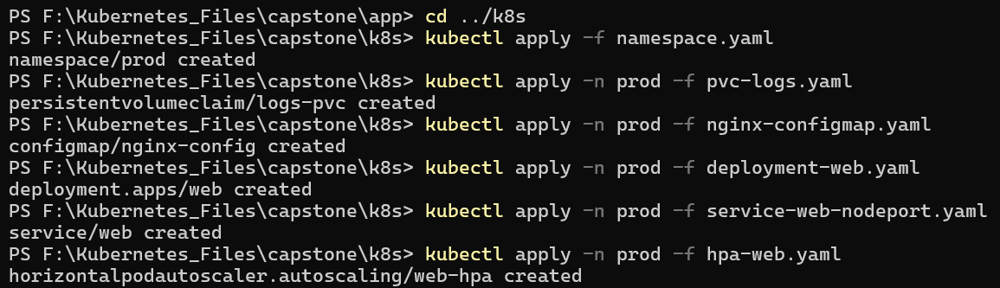 PS F:\Kubernetes_Files\capstone\app> cd ../k8s
PS F:\Kubernetes_Files\capstone\k8s> kubectl apply -f namespace.yaml
namespace/prod created
PS F:\Kubernetes_Files\capstone\k8s> kubectl apply -n prod -f pvc-logs.yaml
persistentvolumeclaim/logs-pvc created
PS F:\Kubernetes_Files\capstone\k8s> kubectl apply -n prod -f nginx-configmap.yaml
configmap/nginx-config created
PS F:\Kubernetes_Files\capstone\k8s> kubectl apply -n prod -f deployment-web.yaml
deployment.apps/web created
PS F:\Kubernetes_Files\capstone\k8s> kubectl apply -n prod -f service-web-nodeport.yaml
service/web created
PS F:\Kubernetes_Files\capstone\k8s> kubectl apply -n prod -f hpa-web.yaml
horizontalpodautoscaler.autoscaling/web-hpa created